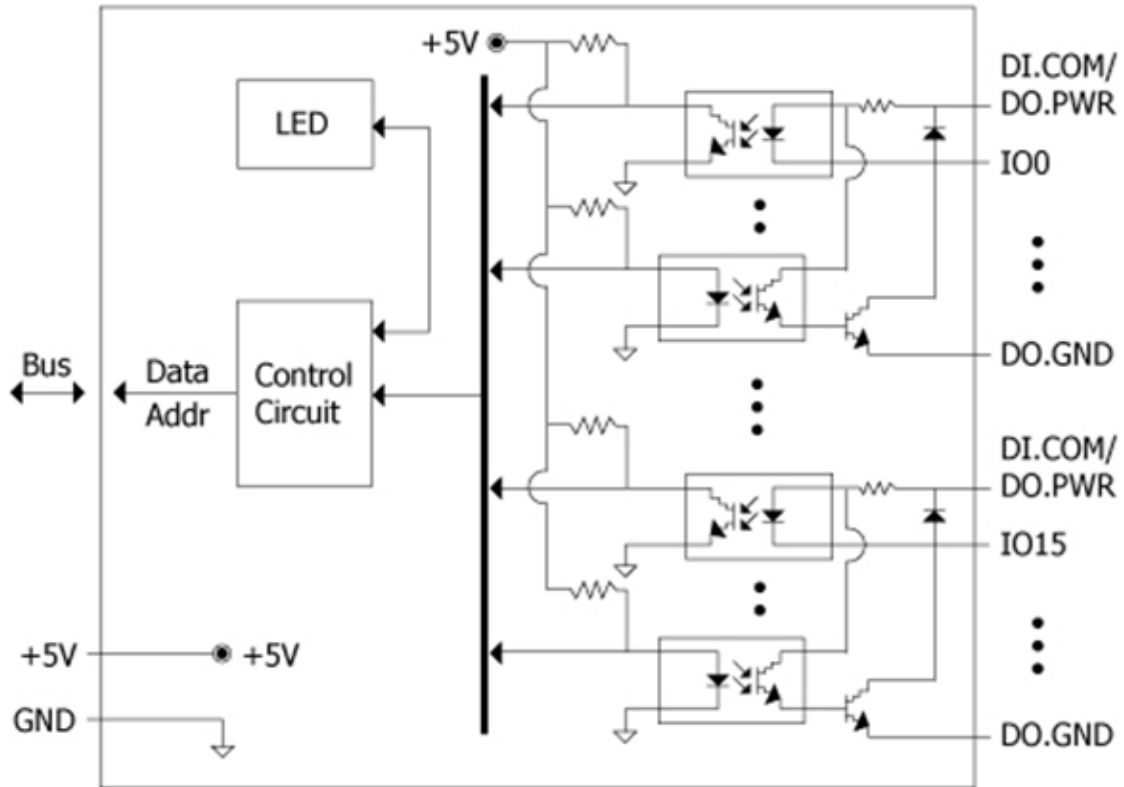 +5V
LED
DI.COM/
DO.PWR
IO0
DO.GND
Bus
Data
Addr
Control
Circuit
DI.COM/
DO.PWR
IO15
+5V
+5V
GND
DO.GND